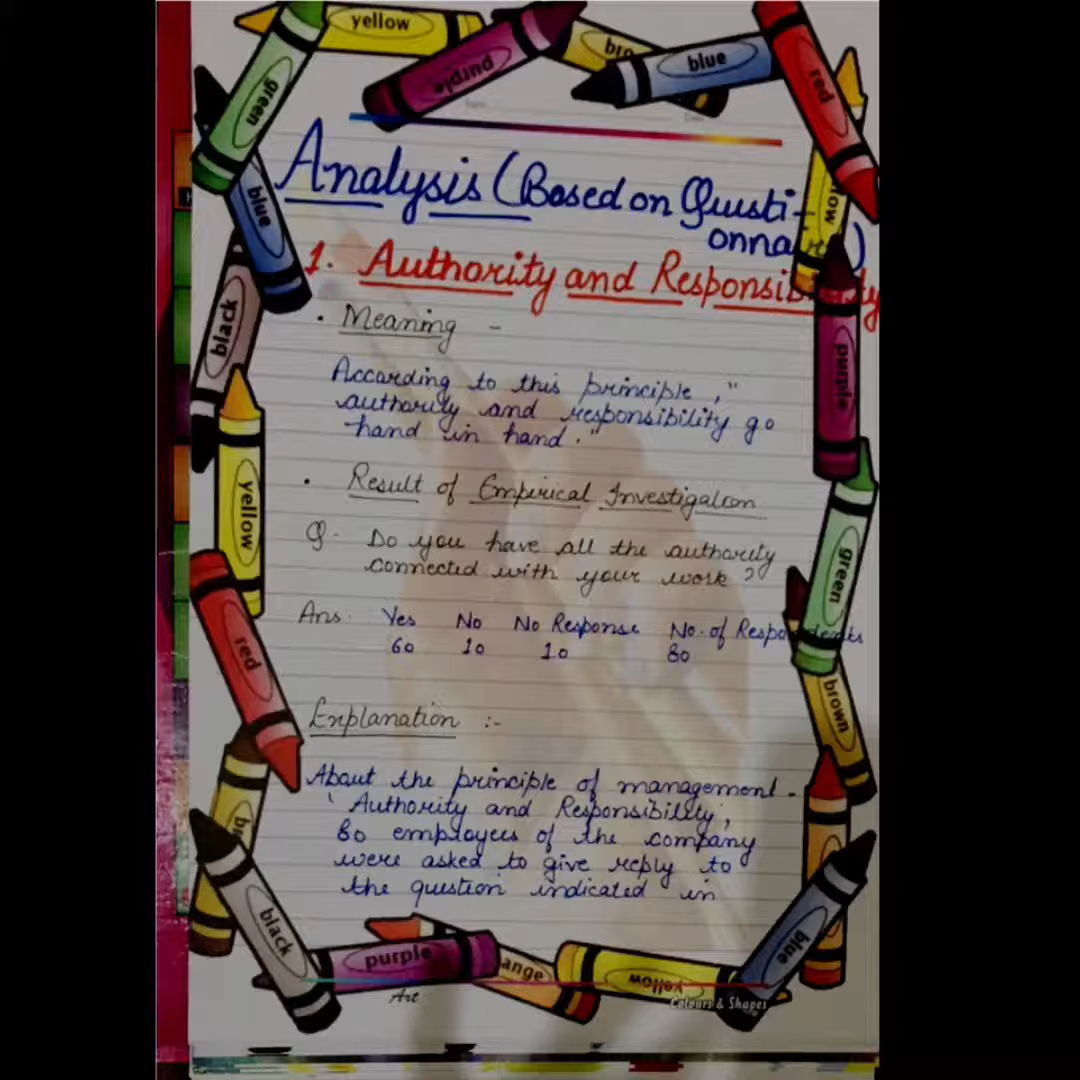 Analysis (Based on Questi-
onnaire)
1. Authority and Responsibility
• Meaning -
According to this principle, "
authority and responsibility go
hand in hand."
• Result of Empirical Investigation
Q. Do you have all the authority
connected with your work?
Ans. Yes No No Response No. of Respondents
60 10 10 80
Explanation :-
About the principle of management.
' Authority and Responsibility,
80 employees of the company
were asked to give reply to
the question indicated in
Art
Colours & Shapes
yellow
purple
bro
blue
red
green
blue
low
black
purple
yellow
green
red
brown
black
purple
ange
yellow
blue